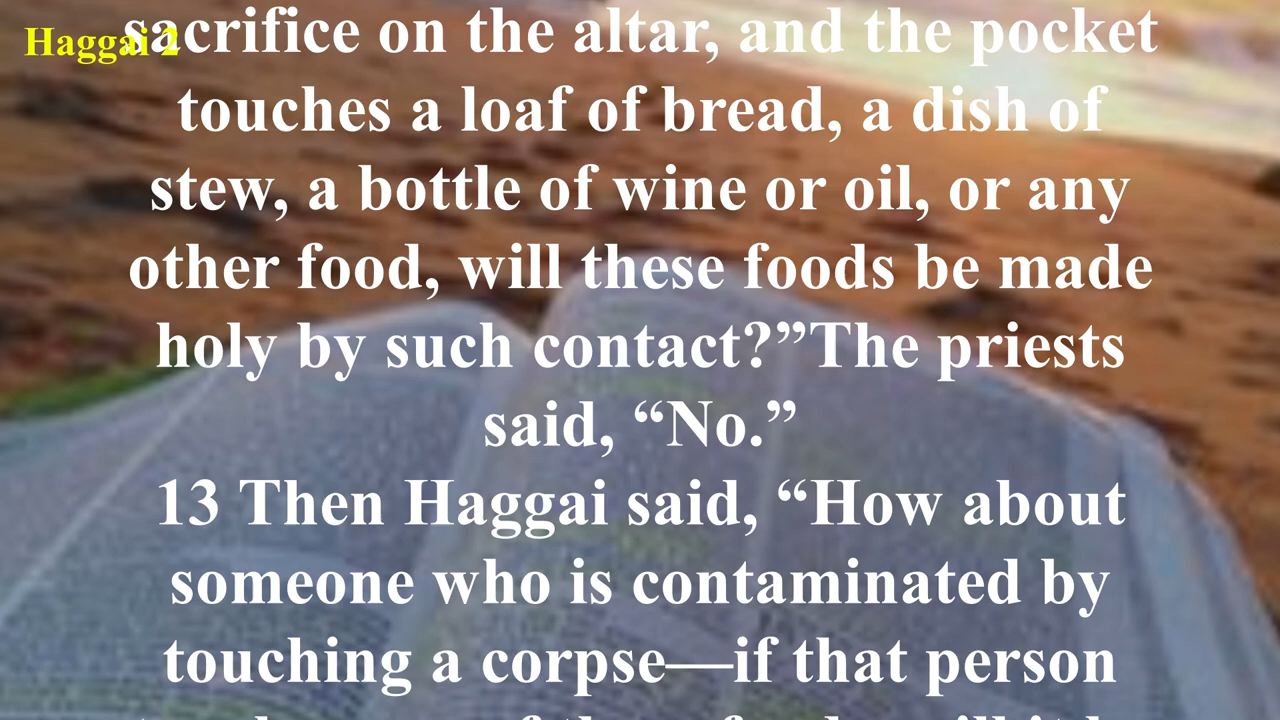 Haggai 2
sacrifice on the altar, and the pocket
touches a loaf of bread, a dish of
stew, a bottle of wine or oil, or any
other food, will these foods be made
holy by such contact?”The priests
said, “No.”
13 Then Haggai said, “How about
someone who is contaminated by
touching a corpse—if that person